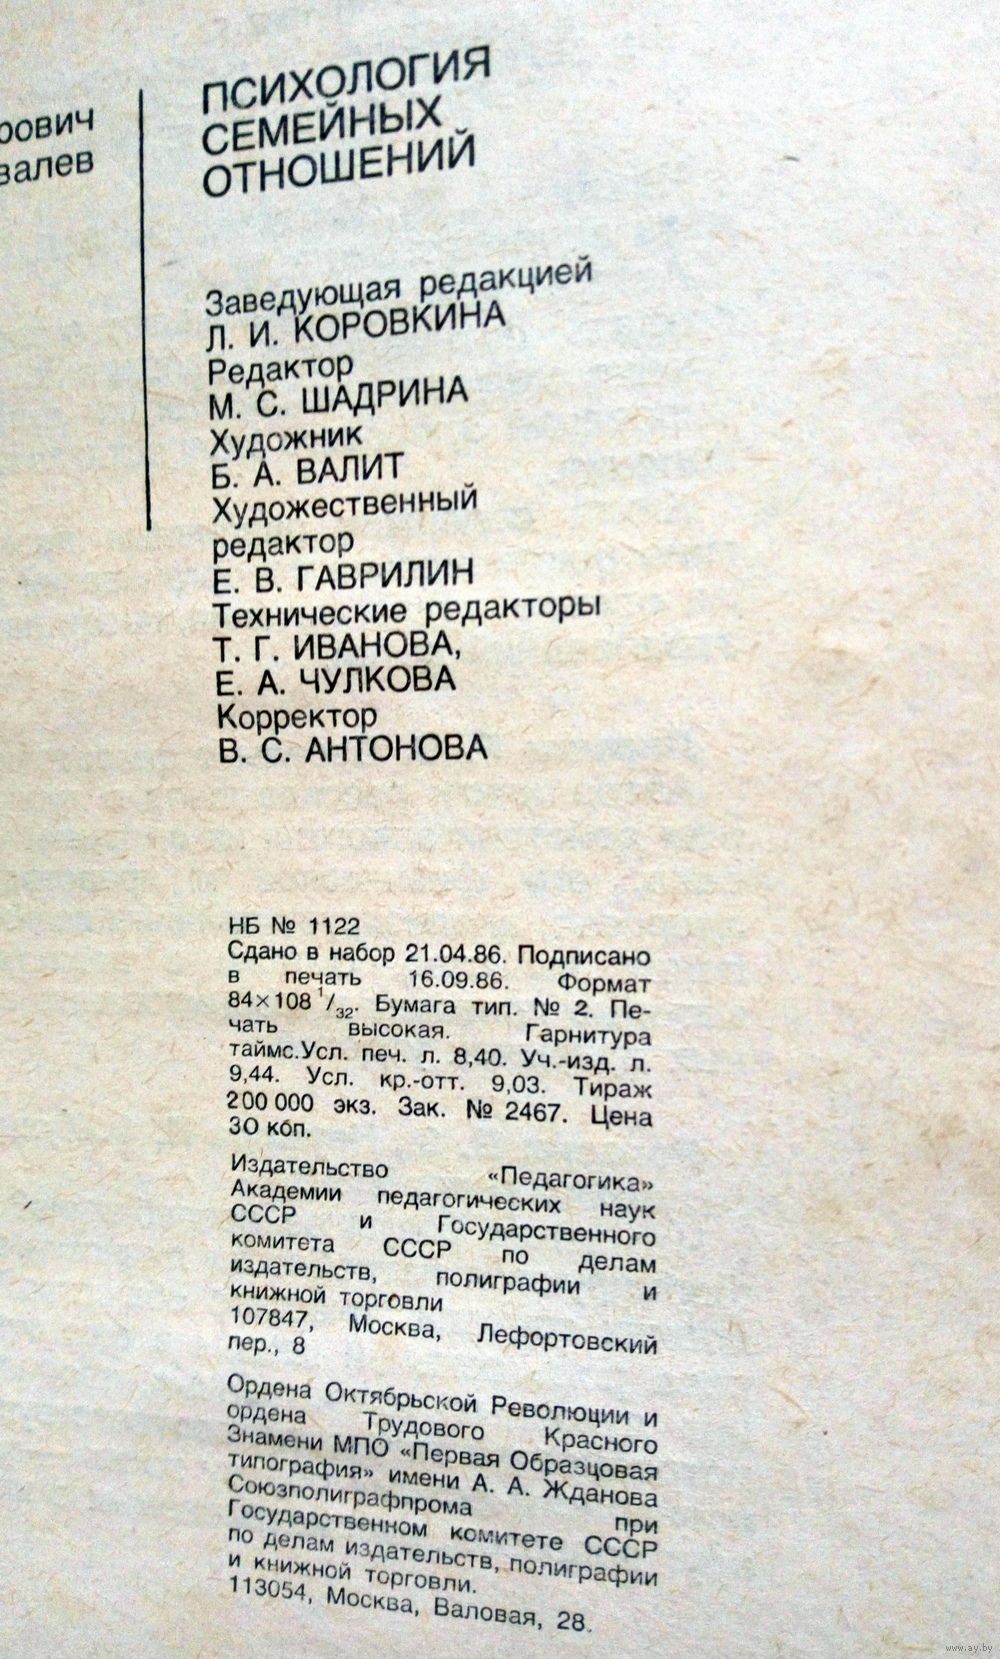 рович
валев
ПСИХОЛОГИЯ
СЕМЕЙНЫХ
ОТНОШЕНИЙ
Заведующая редакцией
Л. И. КОРОВКИНА
Редактор
М. С. ШАДРИНА
Художник
Б. А. ВАЛИТ
Художественный
редактор
Е. В. ГАВРИЛИН
Технические редакторы
Т. Г. ИВАНОВА,
Е. А. ЧУЛКОВА
Корректор
В. С. АНТОНОВА
НБ № 1122
Сдано в набор 21.04.86. Подписано
в печать 16.09.86. Формат
84×108 1/32. Бумага тип. № 2. Пе-
чать высокая. Гарнитура
таймс.Усл. печ. л. 8,40. Уч.-изд. л.
9,44. Усл. кр.-отт. 9,03. Тираж
200 000 экз. Зак. № 2467. Цена
30 коп.
Издательство «Педагогика»
Академии педагогических наук
СССР и Государственного
комитета СССР по делам
издательств, полиграфии и
книжной торговли
107847, Москва, Лефортовский
пер., 8
Ордена Октябрьской Революции и
ордена Трудового Красного
Знамени МПО «Первая Образцовая
типография» имени А. А. Жданова
Союзполиграфпрома при
Государственном комитете СССР
по делам издательств, полиграфии
и книжной торговли.
113054, Москва, Валовая, 28.
www.ay.by